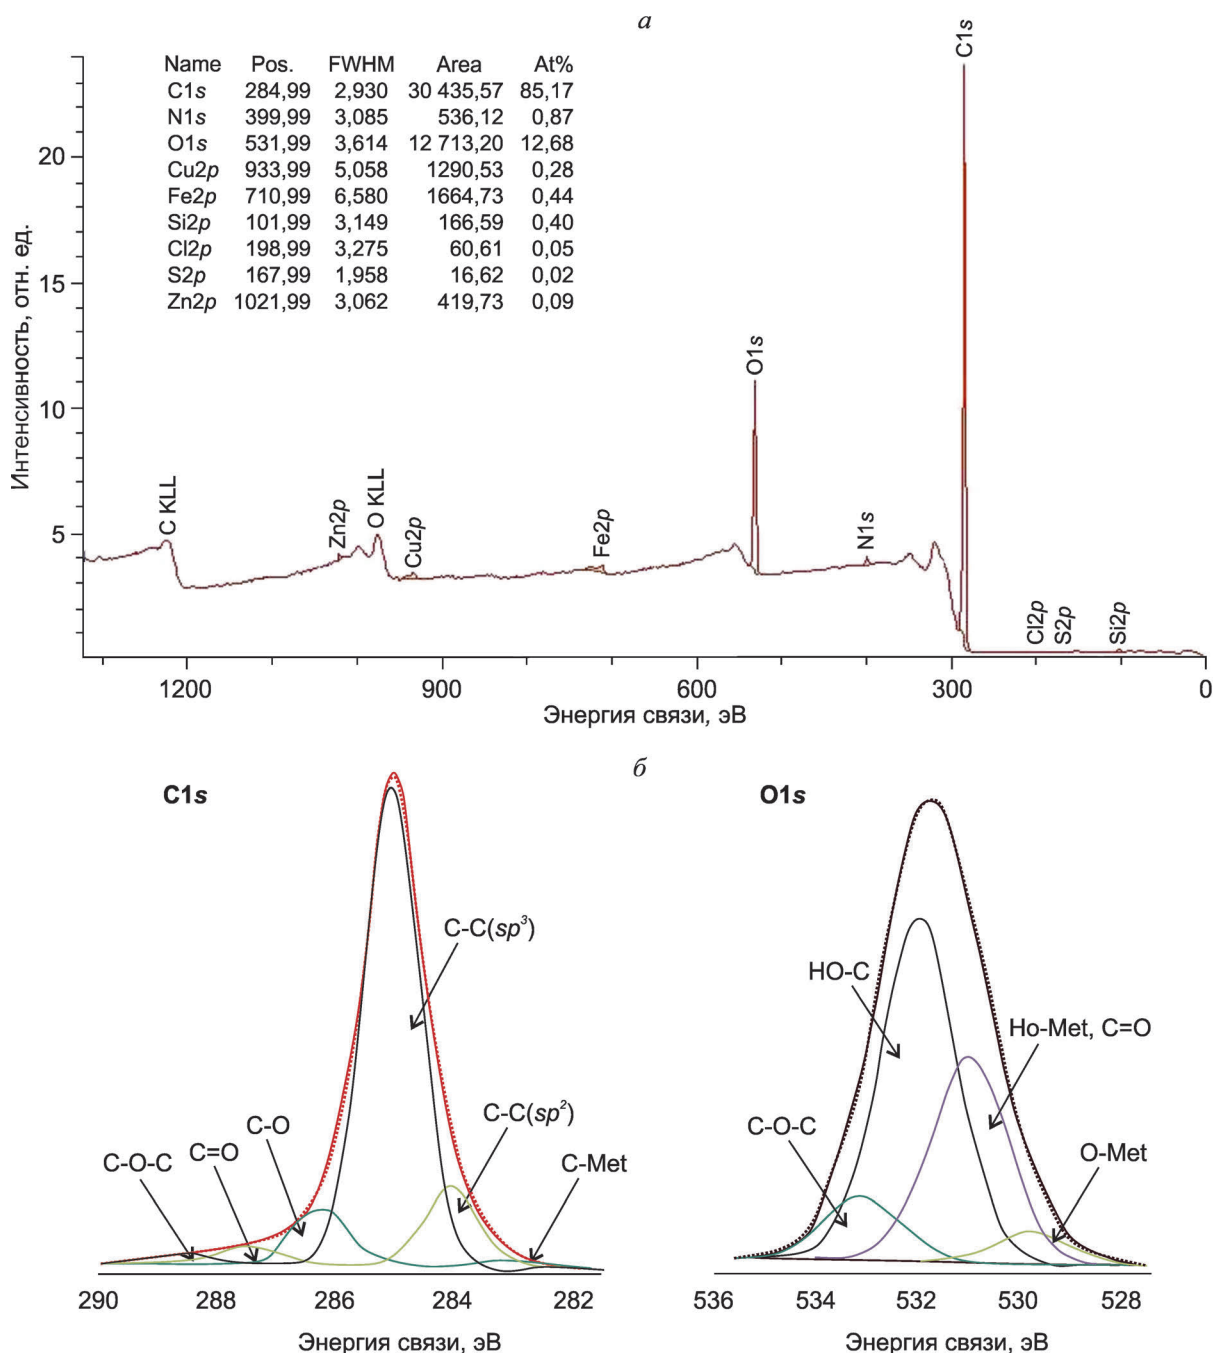 а
Name Pos. FWHM Area At%
C1s 284,99 2,930 30 435,57 85,17
N1s 399,99 3,085 536,12 0,87
O1s 531,99 3,614 12 713,20 12,68
Cu2p 933,99 5,058 1290,53 0,28
Fe2p 710,99 6,580 1664,73 0,44
Si2p 101,99 3,149 166,59 0,40
Cl2p 198,99 3,275 60,61 0,05
S2p 167,99 1,958 16,62 0,02
Zn2p 1021,99 3,062 419,73 0,09
Интенсивность, отн. ед.
20
15
10
5
C KLL
Zn2p
O KLL
Cu2p
Fe2p
O1s
N1s
C1s
Cl2p
S2p
Si2p
1200 900 600 300 0
Энергия связи, эВ
б
C1s
C-C(sp³)
C-C(sp²)
C-O
C=O
C-O-C
C-Met
290 288 286 284 282
Энергия связи, эВ
O1s
HO-C
Ho-Met, C=O
C-O-C
O-Met
536 534 532 530 528
Энергия связи, эВ